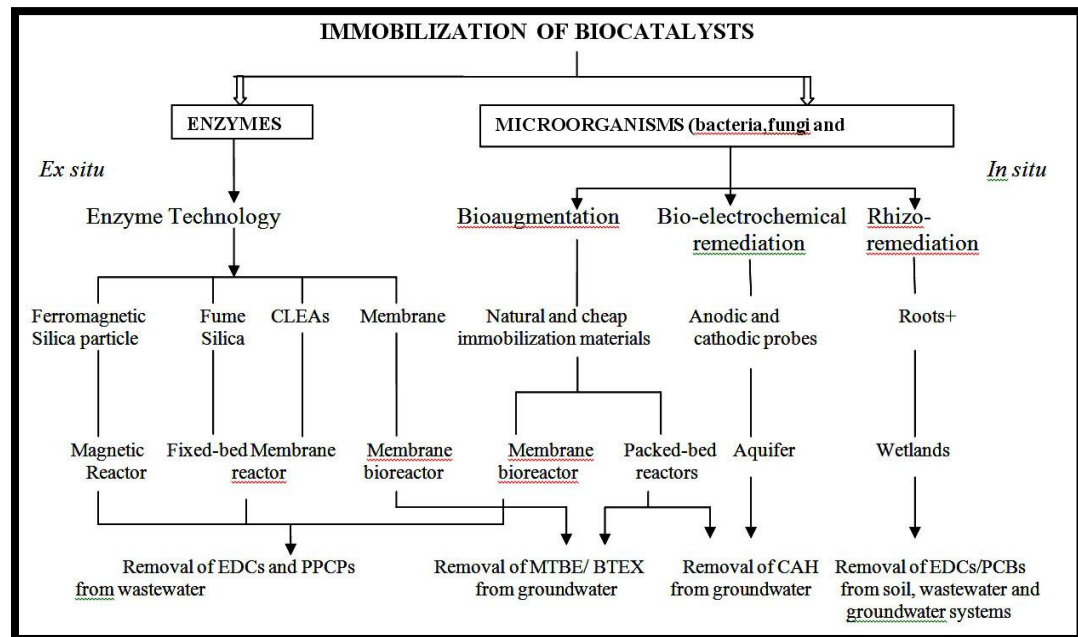 IMMOBILIZATION OF BIOCATALYSTS
ENZYMES
MICROORGANISMS (bacteria,fungi and
Ex situ
In situ
Enzyme Technology
Bioaugmentation
Bio-electrochemical
remediation
Rhizo-
remediation
Ferromagnetic
Silica particle
Fume
Silica
CLEAs
Membrane
Natural and cheap
immobilization materials
Anodic and
cathodic probes
Roots+
Magnetic
Reactor
Fixed-bed Membrane
reactor
Membrane
bioreactor
Membrane
bioreactor
Packed-bed
reactors
Aquifer
Wetlands
Removal of EDCs and PPCPs
from wastewater
Removal of MTBE/ BTEX
from groundwater
Removal of CAH
from groundwater
Removal of EDCs/PCBs
from soil, wastewater and
groundwater systems